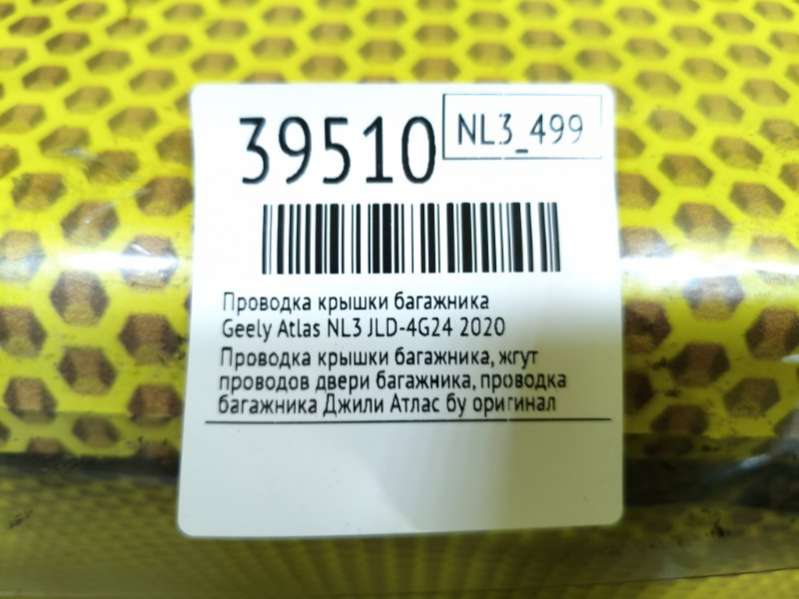 39510
NL3_499
Проводка крышки багажника
Geely Atlas NL3 JLD-4G24 2020
Проводка крышки багажника, жгут
проводов двери багажника, проводка
багажника Джили Атлас бу оригинал